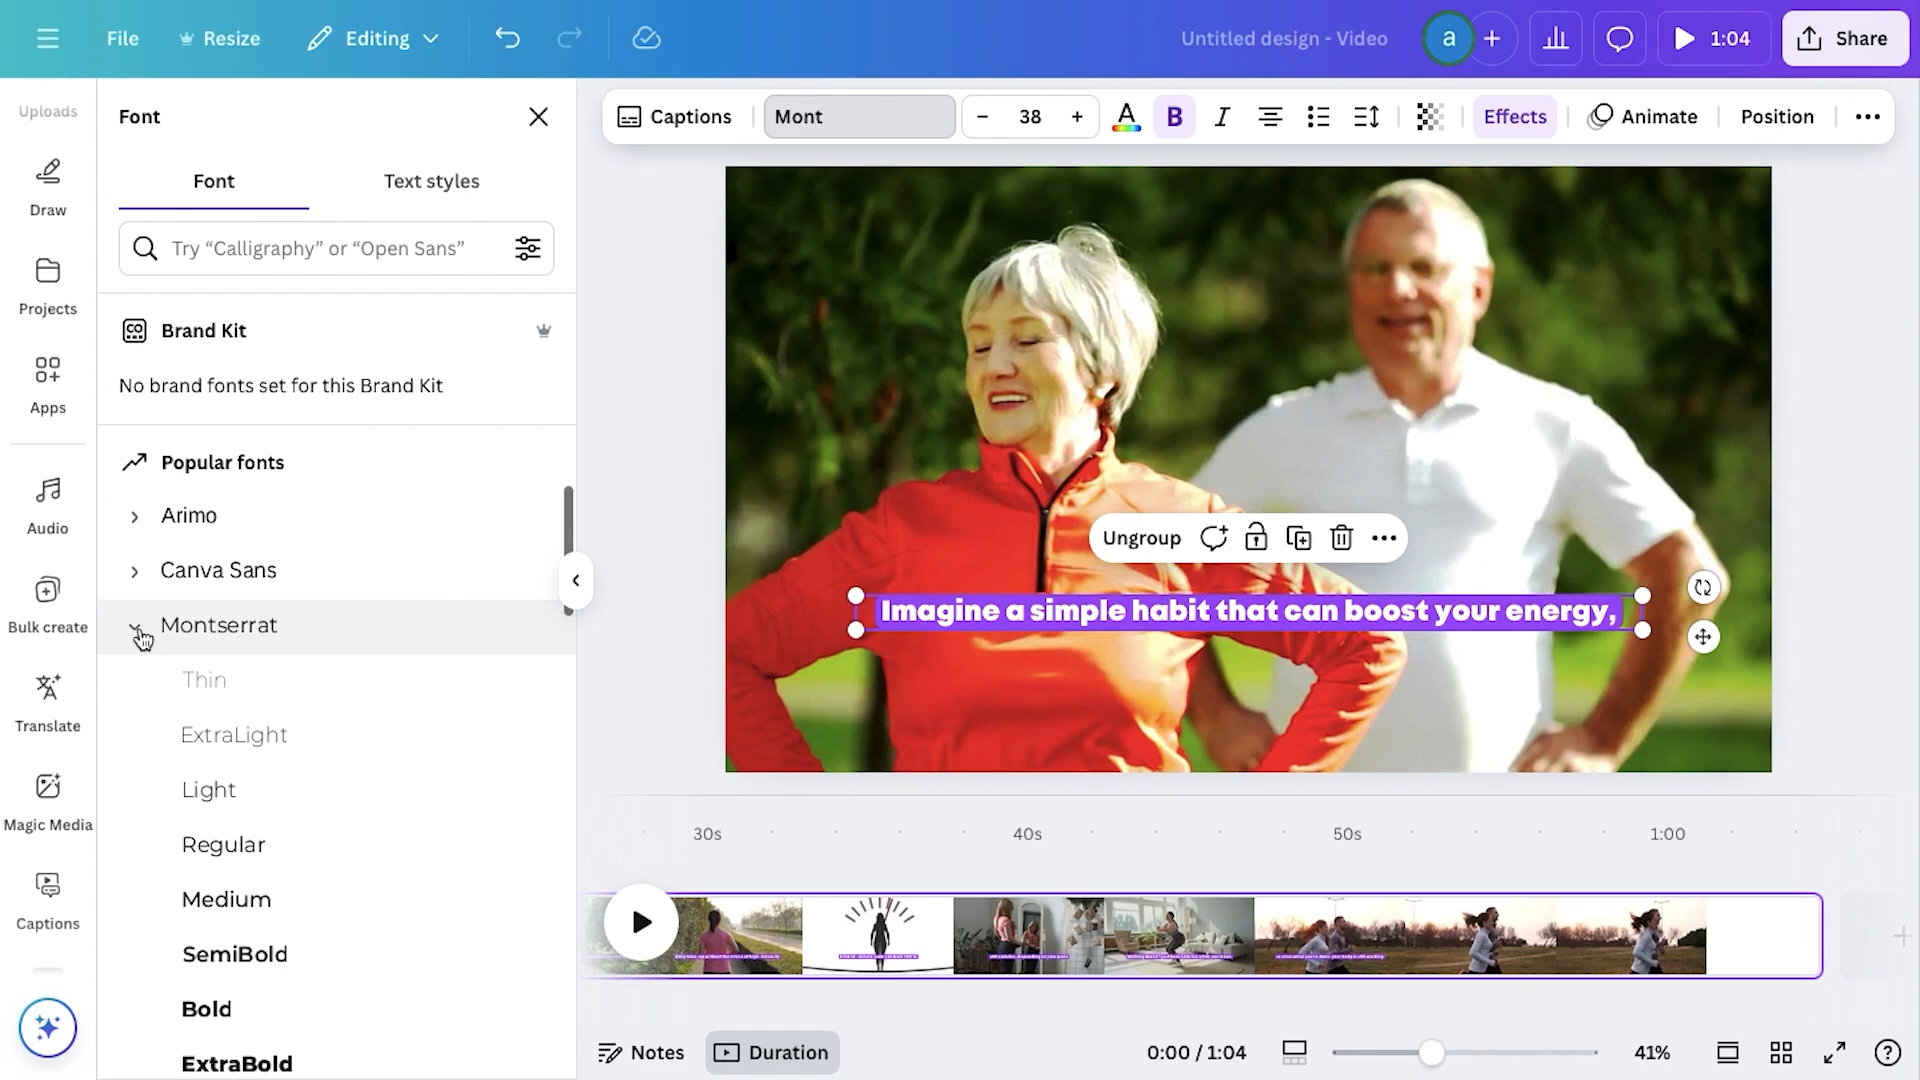 File
Resize
Editing
Untitled design - Video
a
1:04
Share
Uploads
Draw
Projects
Apps
Audio
Bulk create
Translate
Magic Media
Captions
Font
Font
Text styles
Try “Calligraphy” or “Open Sans”
Brand Kit
No brand fonts set for this Brand Kit
Popular fonts
Arimo
Canva Sans
Montserrat
Thin
ExtraLight
Light
Regular
Medium
SemiBold
Bold
ExtraBold
Captions
Mont
– 38 +
A
B
I
Effects
Animate
Position
Ungroup
Imagine a simple habit that can boost your energy,
30s
40s
50s
1:00
Notes
Duration
0:00 / 1:04
41%